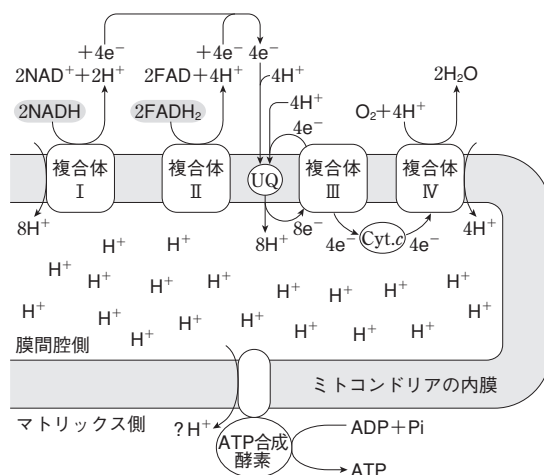 +4e⁻ +4e⁻ 4e⁻
2NAD⁺+2H⁺ 2FAD+4H⁺ 4H⁺ 2H₂O
2NADH 2FADH₂ 4H⁺ O₂+4H⁺
4e⁻
複合体
Ⅰ
複合体
Ⅱ
UQ
複合体
Ⅲ
複合体
Ⅳ
8H⁺ 8H⁺ 8e⁻ 4e⁻ Cyt.c 4e⁻ 4H⁺
H⁺ H⁺
H⁺ H⁺ H⁺ H⁺ H⁺ H⁺
H⁺ H⁺ H⁺ H⁺ H⁺ H⁺ H⁺
膜間腔側
ミトコンドリアの内膜
マトリックス側
?H⁺
ATP合成
酵素
ADP+Pi
ATP